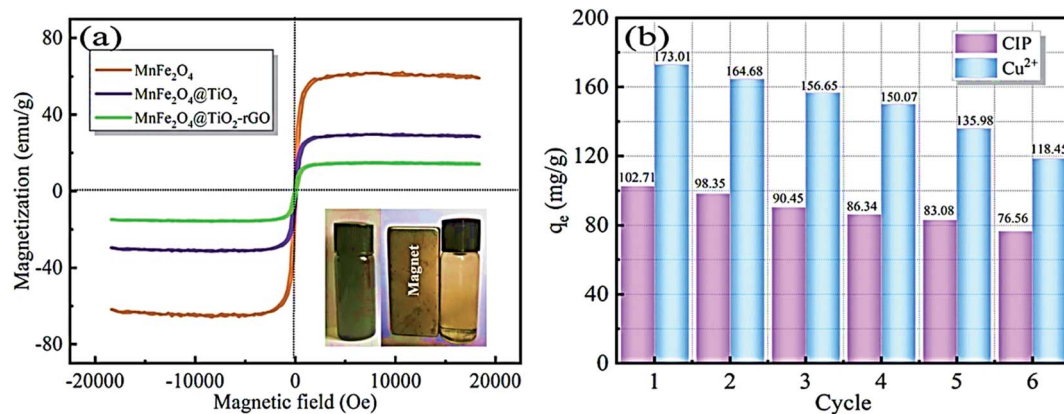 (a)
MnFe₂O₄
MnFe₂O₄@TiO₂
MnFe₂O₄@TiO₂-rGO
Magnetization (emu/g)
80
40
0
-40
-80
-20000 -10000 0 10000 20000
Magnetic field (Oe)
Magnet
(b)
CIP
Cu²⁺
qₑ (mg/g)
200
160
120
80
40
0
102.71 173.01
98.35 164.68
90.45 156.65
86.34 150.07
83.08 135.98
76.56 118.45
1 2 3 4 5 6
Cycle